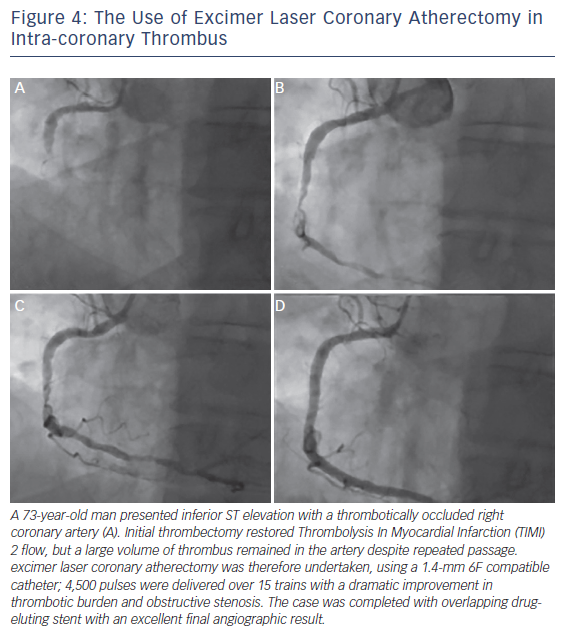 Figure 4: The Use of Excimer Laser Coronary Atherectomy in
Intra-coronary Thrombus
A
B
C
D
A 73-year-old man presented inferior ST elevation with a thrombotically occluded right
coronary artery (A). Initial thrombectomy restored Thrombolysis In Myocardial Infarction (TIMI)
2 flow, but a large volume of thrombus remained in the artery despite repeated passage.
excimer laser coronary atherectomy was therefore undertaken, using a 1.4-mm 6F compatible
catheter; 4,500 pulses were delivered over 15 trains with a dramatic improvement in
thrombotic burden and obstructive stenosis. The case was completed with overlapping drug-
eluting stent with an excellent final angiographic result.